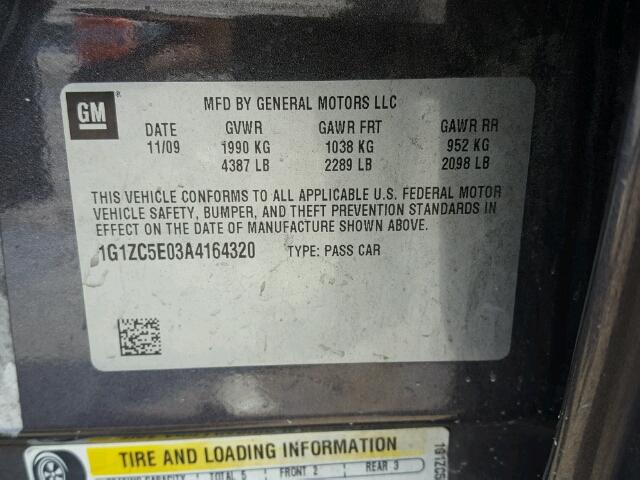 GM
MFD BY GENERAL MOTORS LLC
DATE GVWR GAWR FRT GAWR RR
11/09 1990 KG 1038 KG 952 KG
4387 LB 2289 LB 2098 LB
THIS VEHICLE CONFORMS TO ALL APPLICABLE U.S. FEDERAL MOTOR
VEHICLE SAFETY, BUMPER, AND THEFT PREVENTION STANDARDS IN
EFFECT ON THE DATE OF MANUFACTURE SHOWN ABOVE.
1G1ZC5E03A4164320 TYPE: PASS CAR
TIRE AND LOADING INFORMATION
SEATING CAPACITY TOTAL 5 FRONT 2 REAR 3
1G1ZC5